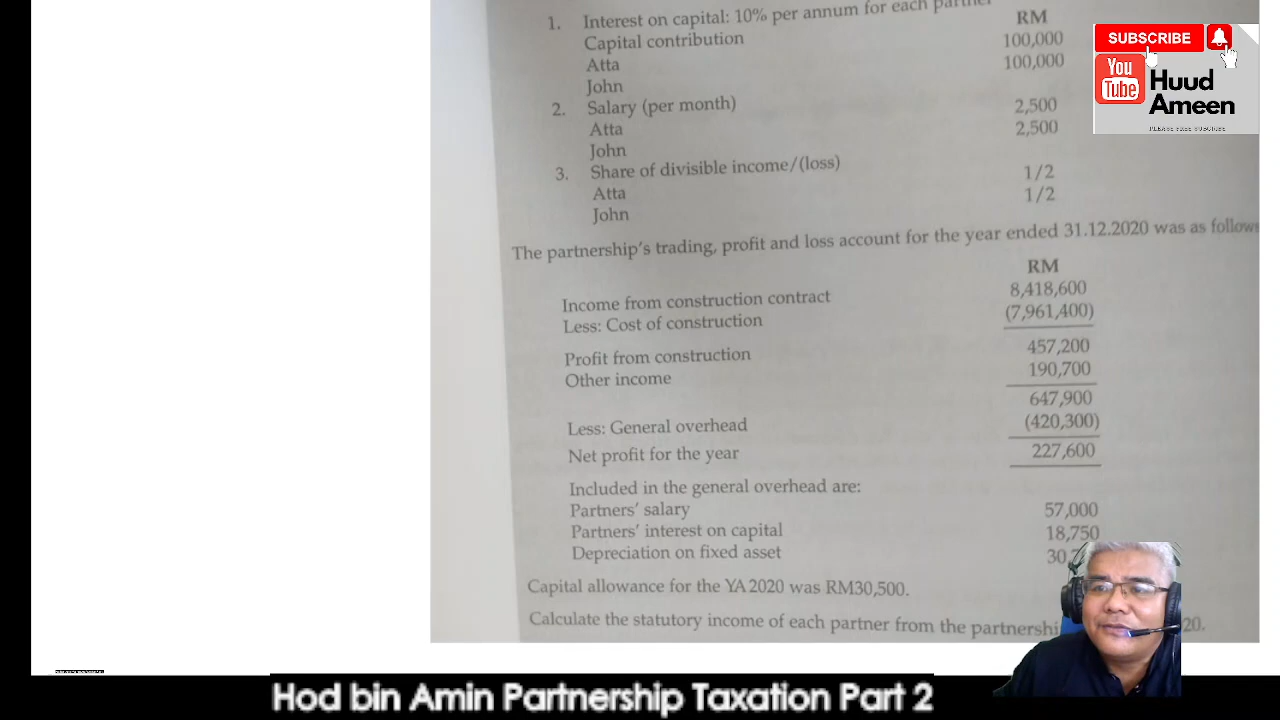 1. Interest on capital: 10% per annum for each partner
RM
Capital contribution 100,000
Atta 100,000
John
2. Salary (per month) 2,500
Atta 2,500
John
3. Share of divisible income/(loss) 1/2
Atta 1/2
John
The partnership's trading, profit and loss account for the year ended 31.12.2020 was as follows
RM
Income from construction contract 8,418,600
Less: Cost of construction (7,961,400)
Profit from construction 457,200
Other income 190,700
647,900
Less: General overhead (420,300)
Net profit for the year 227,600
Included in the general overhead are:
Partners' salary 57,000
Partners' interest on capital 18,750
Depreciation on fixed asset 30,
Capital allowance for the YA 2020 was RM30,500.
Calculate the statutory income of each partner from the 20.
SUBSCRIBE
You
Tube
Huud
Ameen
PLEASE FREE SUBCRIBE
Hod bin Amin Partnership Taxation Part 2